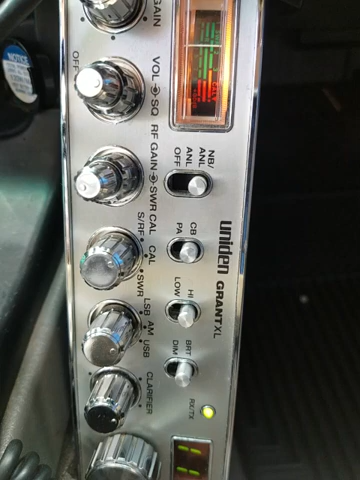 GAIN
OFF
VOL SQ
RF GAIN SWR CAL
S/RF CAL SWR
LSB AM USB
CLARIFIER
NB/
ANL
ANL
OFF
CB
PA
HI
LOW
BRT
DIM
uniden GRANT XL
RX/TX
NOTICE